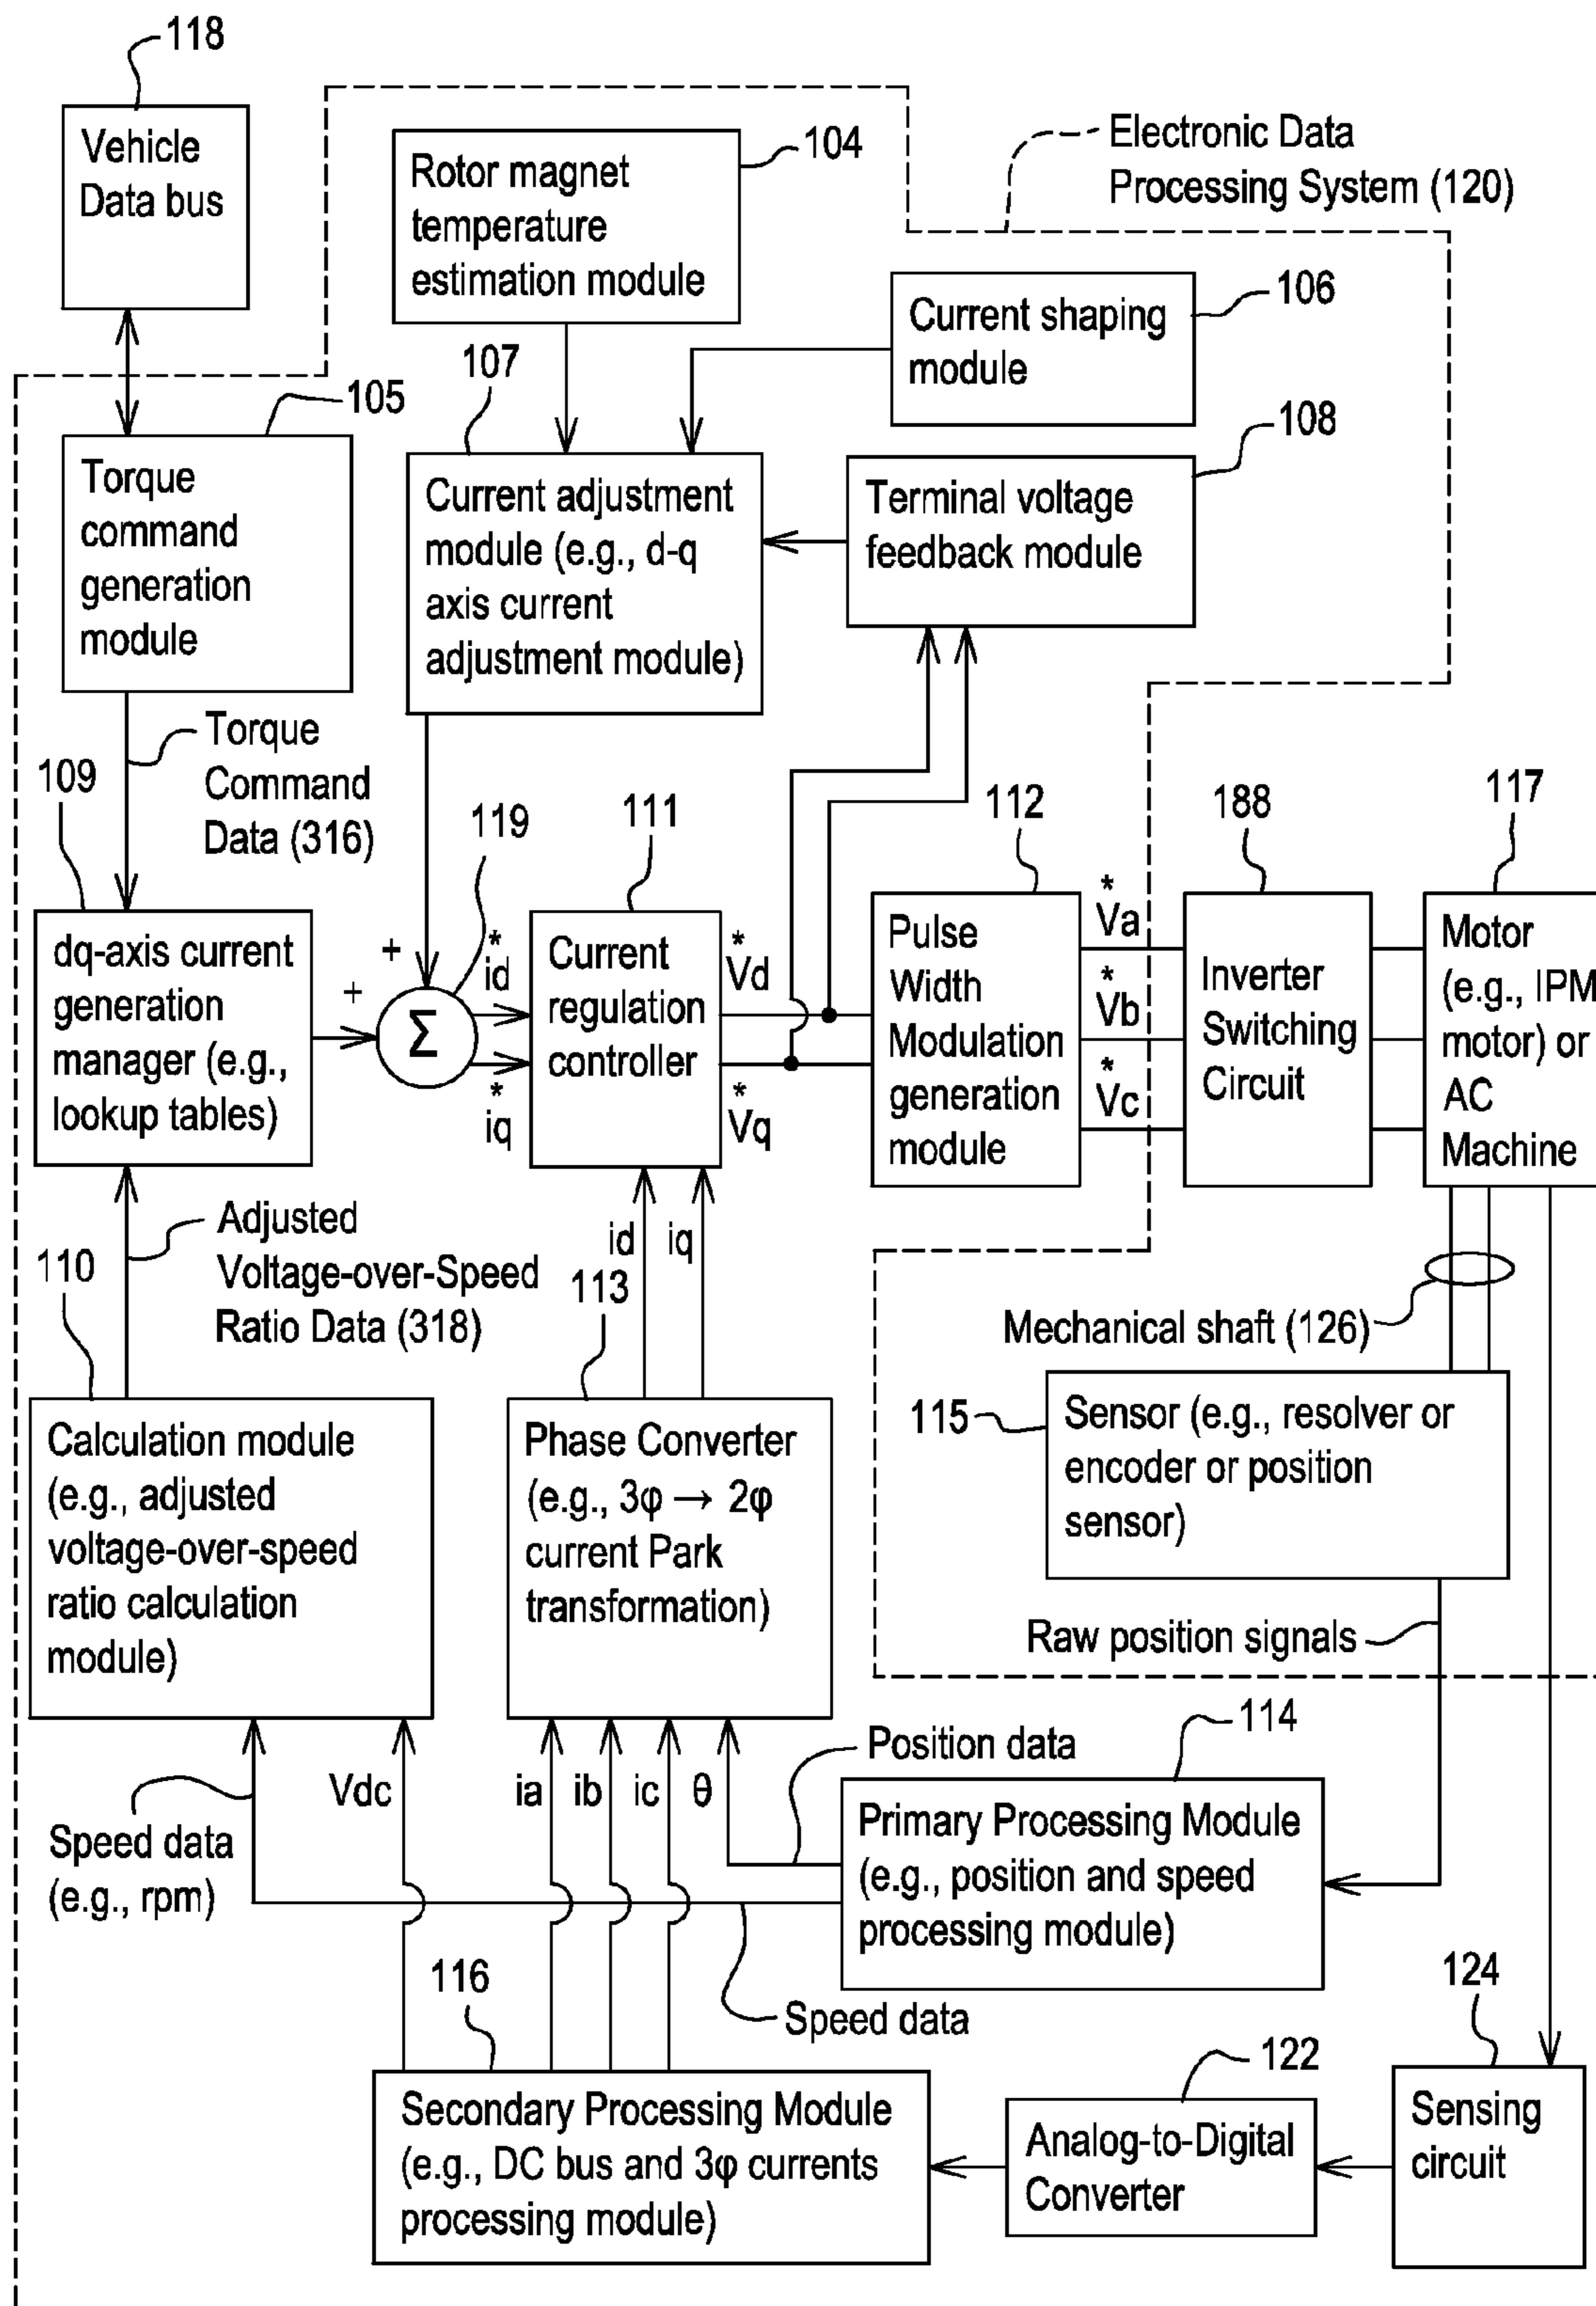 118
Vehicle
Data bus
104
Rotor magnet
temperature
estimation module
Electronic Data
Processing System (120)
106
Current shaping
module
107
105
108
Torque
command
generation
module
Current adjustment
module (e.g., d-q
axis current
adjustment module)
Terminal voltage
feedback module
Torque
Command
Data (316)
109
119
111
112
188
117
dq-axis current
generation
manager (e.g.,
lookup tables)
+
+
Σ
*
id
*
iq
Current
regulation
controller
*
Vd
*
Vq
Pulse
Width
Modulation
generation
module
*
Va
*
Vb
*
Vc
Inverter
Switching
Circuit
Motor
(e.g., IPM
motor) or
AC
Machine
Adjusted
Voltage-over-Speed
Ratio Data (318)
110
id
iq
113
Mechanical shaft (126)
Calculation module
(e.g., adjusted
voltage-over-speed
ratio calculation
module)
Phase Converter
(e.g., 3φ → 2φ
current Park
transformation)
115
Sensor (e.g., resolver or
encoder or position
sensor)
Raw position signals
114
Position data
Vdc
ia
ib
ic
θ
Speed data
(e.g., rpm)
Primary Processing Module
(e.g., position and speed
processing module)
Speed data
116
122
124
Secondary Processing Module
(e.g., DC bus and 3φ currents
processing module)
Analog-to-Digital
Converter
Sensing
circuit